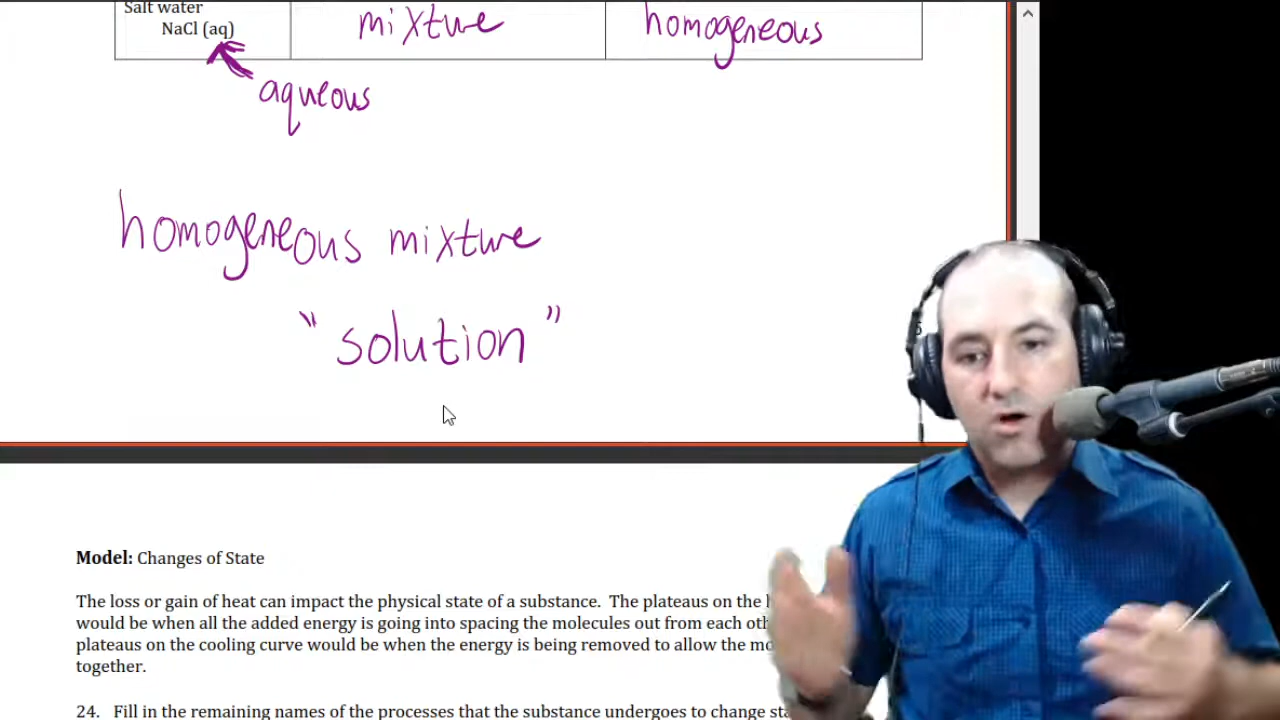 Salt water
NaCl (aq)
mixture
homogeneous
aqueous
homogeneous mixture
"solution"
Model: Changes of State
The loss or gain of heat can impact the physical state of a substance. The plateaus on the
would be when all the added energy is going into spacing the molecules out from each
plateaus on the cooling curve would be when the energy is being removed to allow the
together.
24. Fill in the remaining names of the processes that the substance undergoes to change